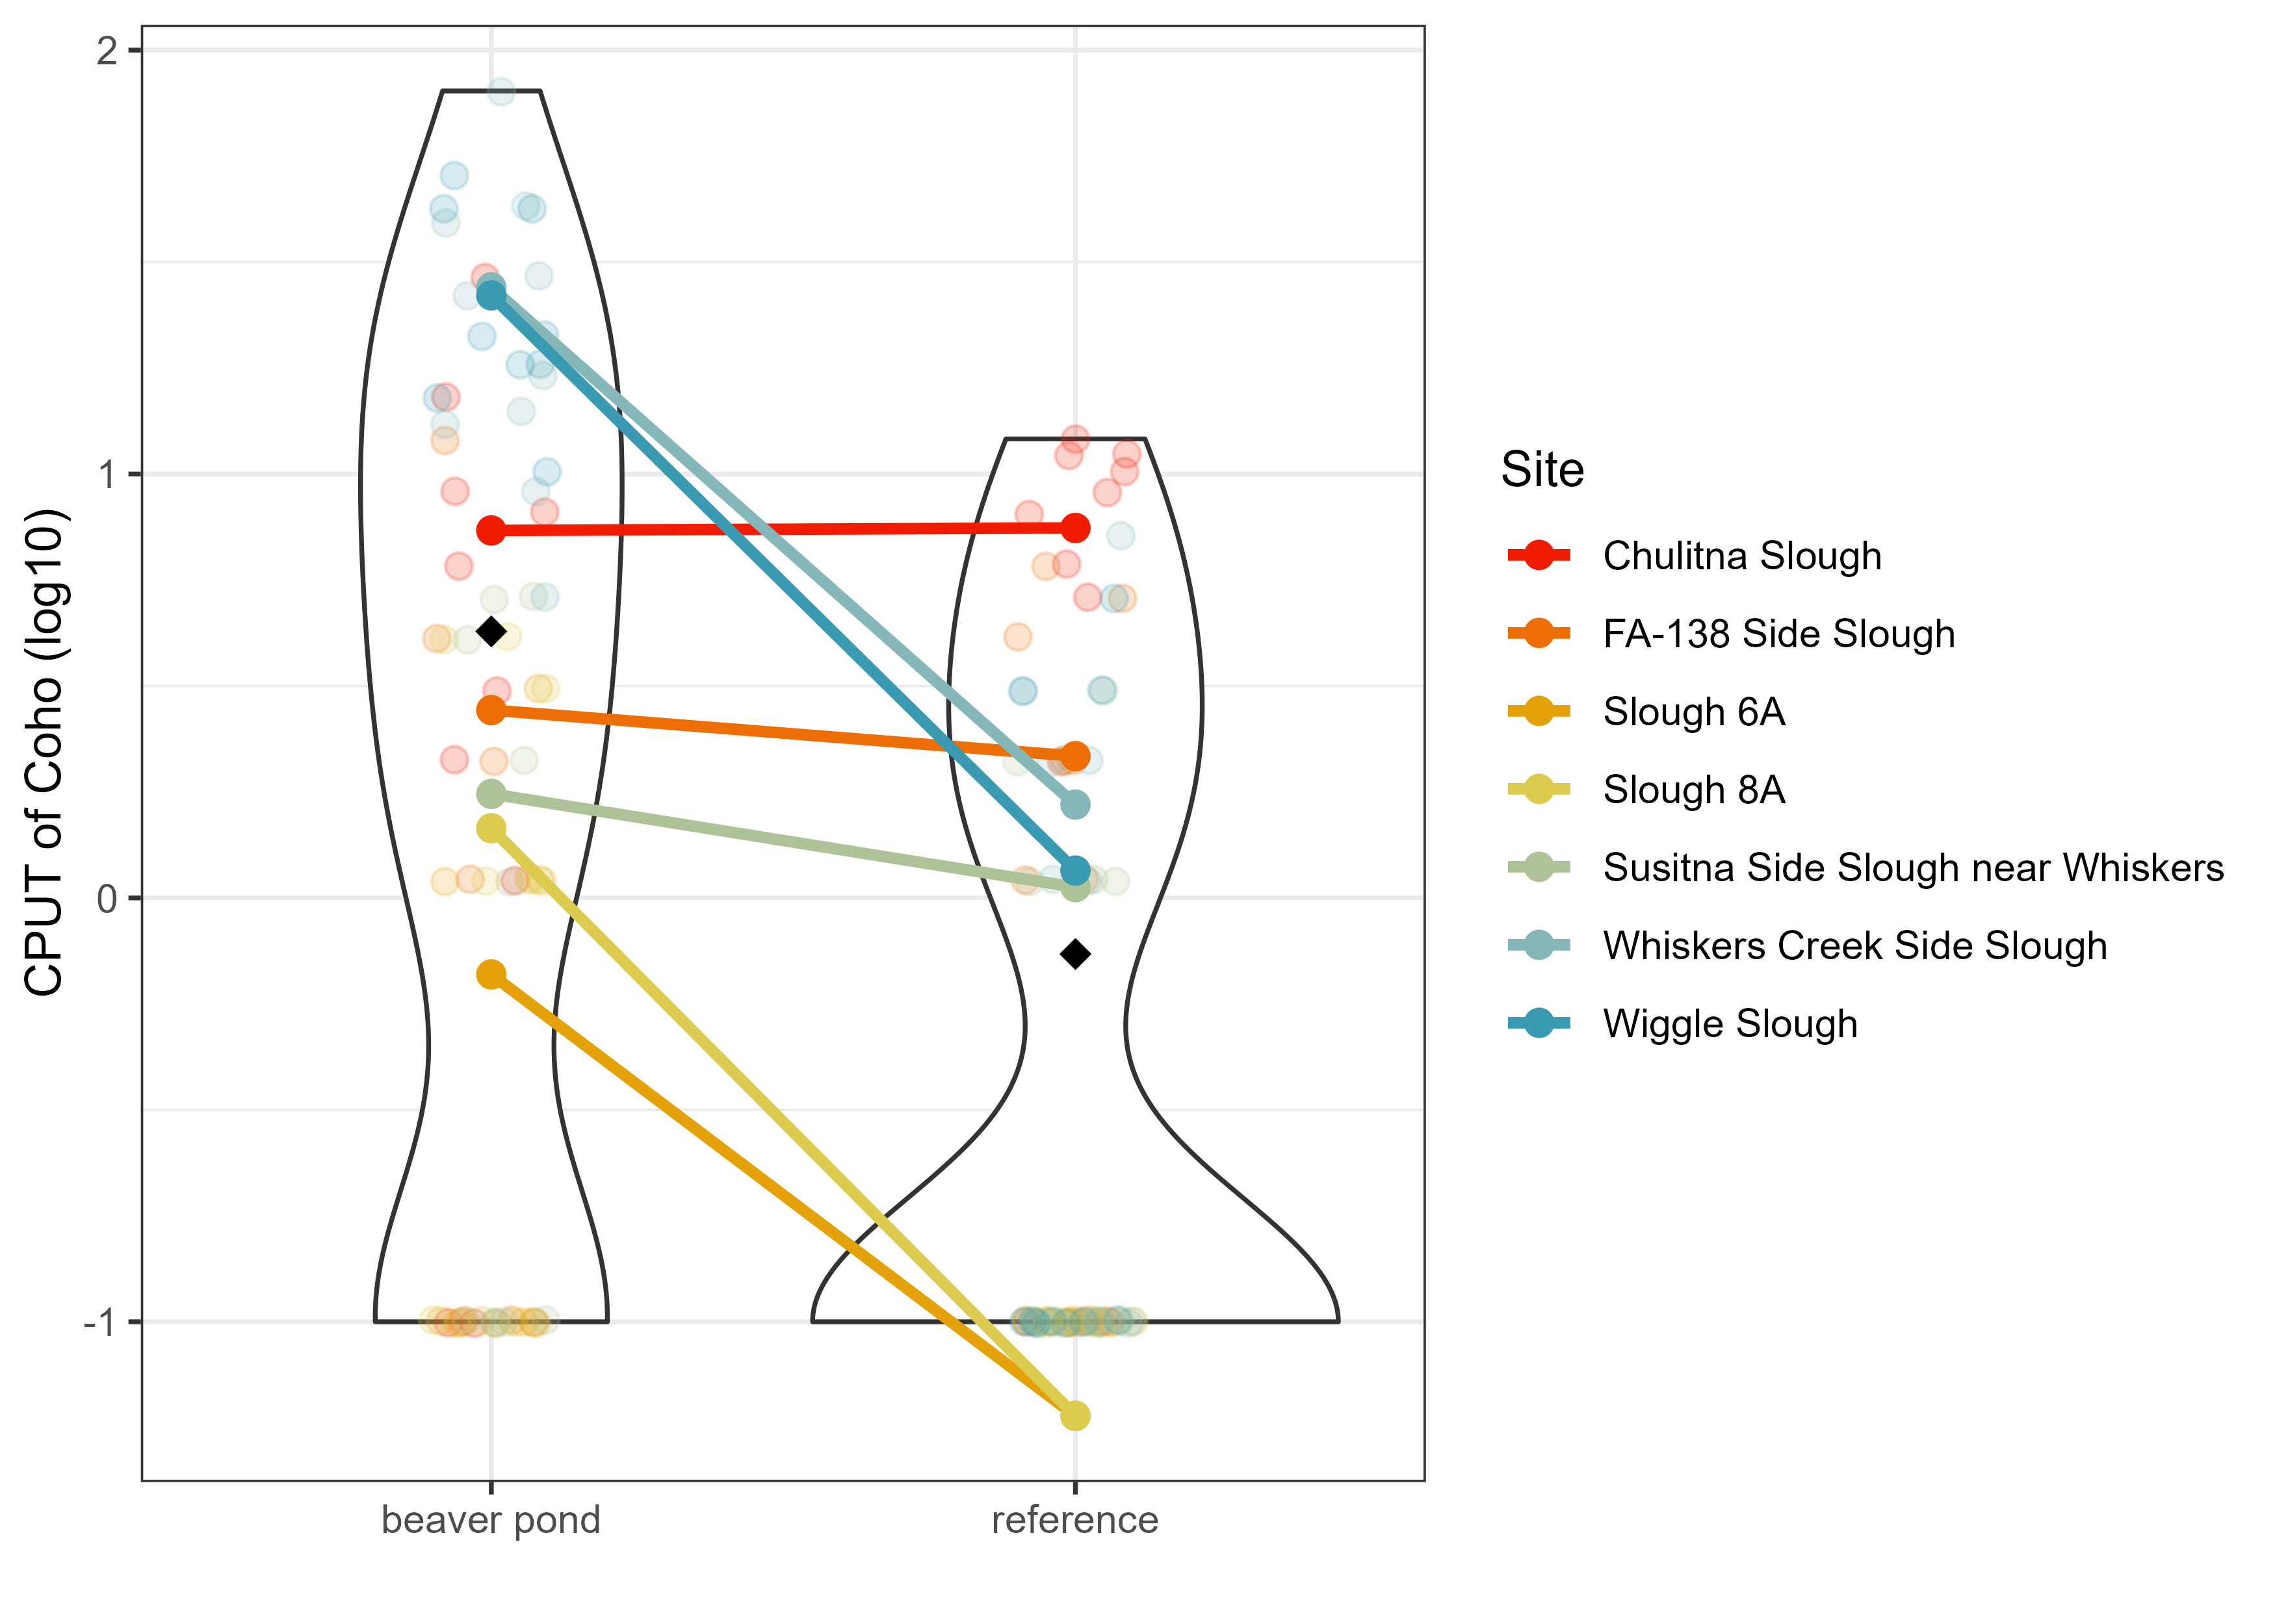 CPUT of Coho (log10)
2
1
0
-1
beaver pond
reference
Site
Chulitna Slough
FA-138 Side Slough
Slough 6A
Slough 8A
Susitna Side Slough near Whiskers
Whiskers Creek Side Slough
Wiggle Slough